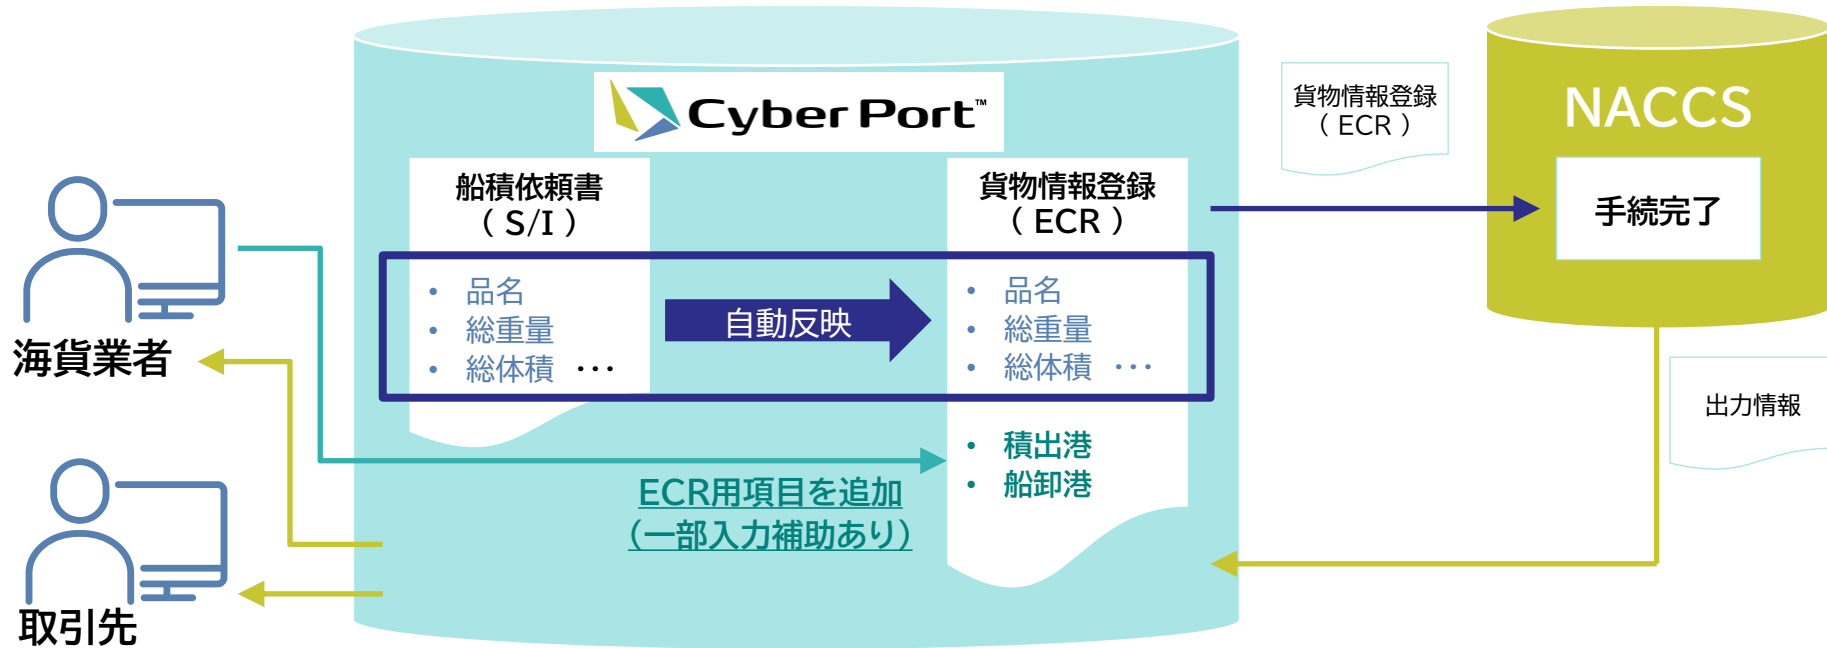 Cyber Port™
船積依頼書
（ S/I ）
• 品名
• 総重量
• 総体積 …
自動反映
貨物情報登録
（ ECR ）
• 品名
• 総重量
• 総体積 …
• 積出港
• 船卸港
ECR用項目を追加
（一部入力補助あり）
海貨業者
取引先
貨物情報登録
（ ECR ）
NACCS
手続完了
出力情報